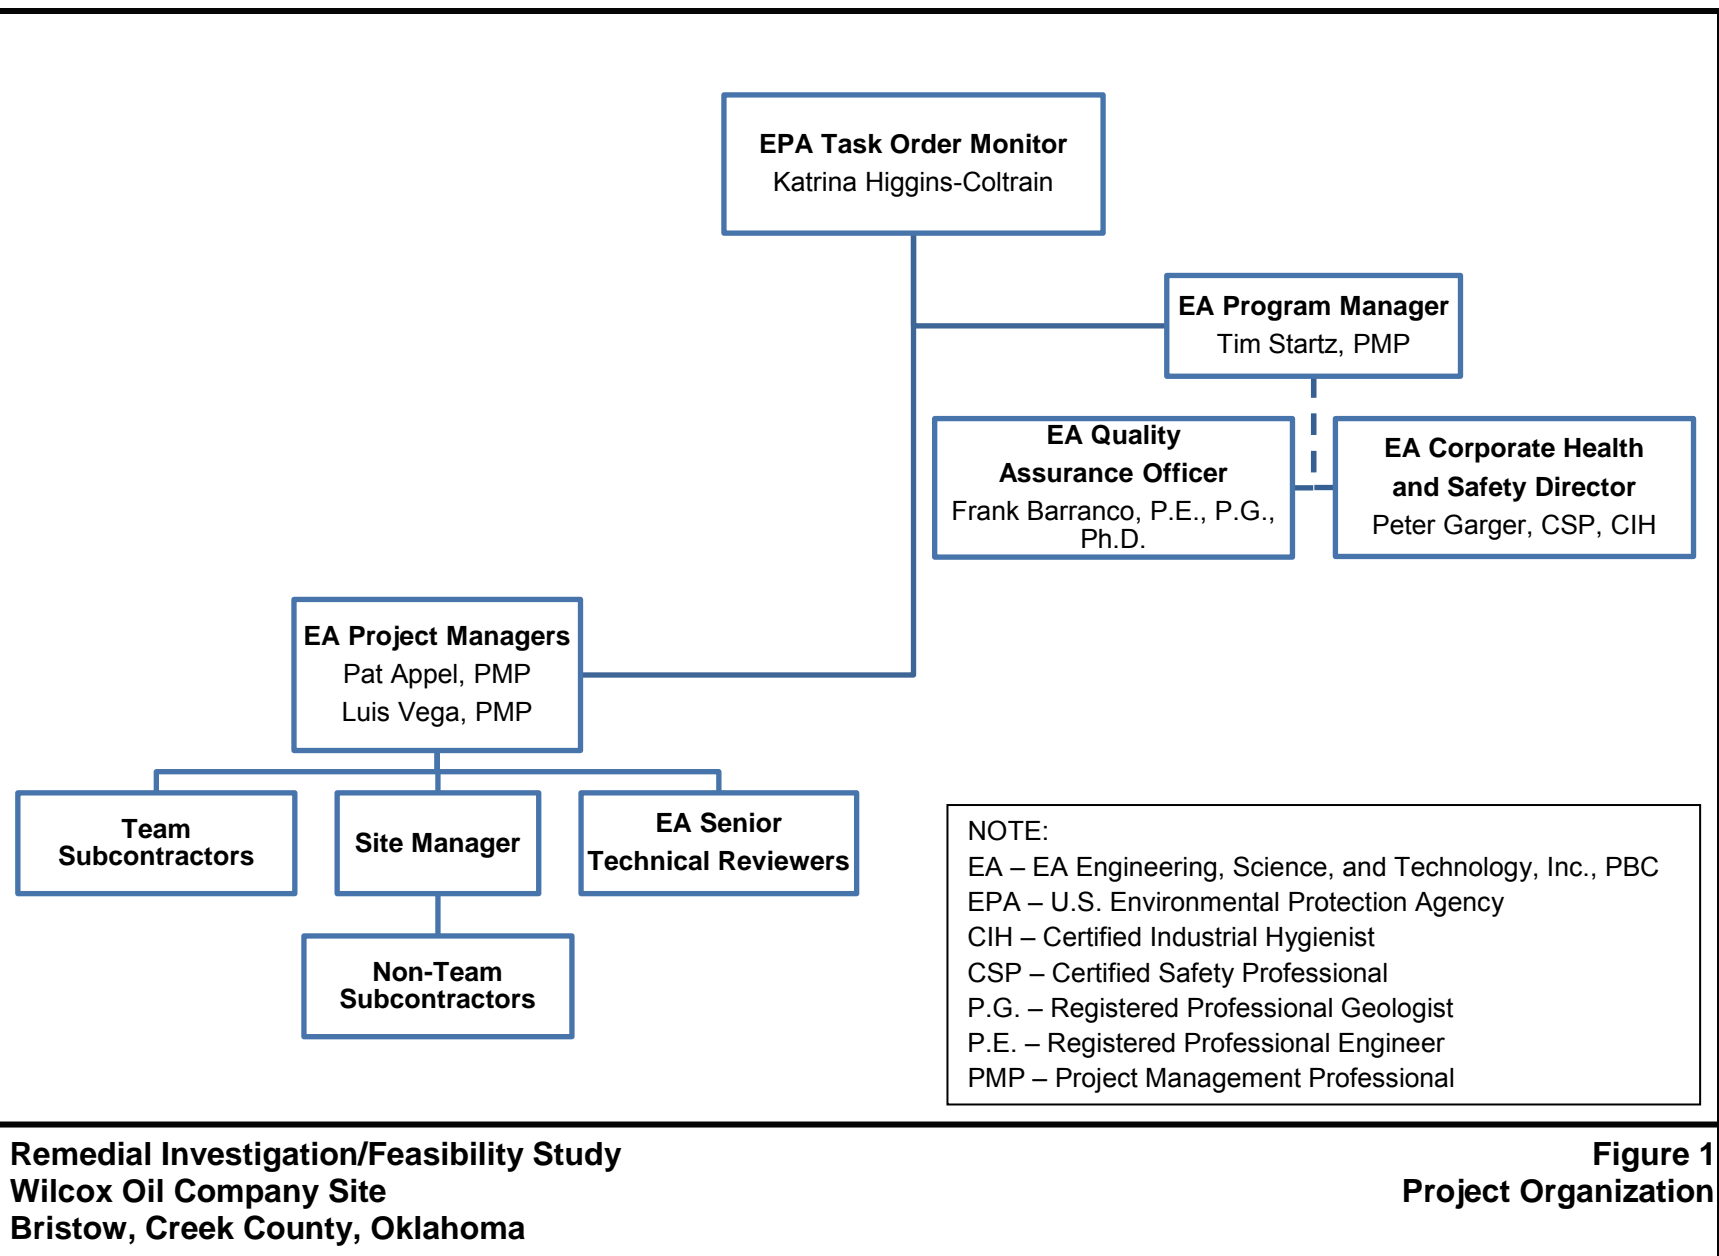 EPA Task Order Monitor
Katrina Higgins-Coltrain
EA Program Manager
Tim Startz, PMP
EA Quality
Assurance Officer
Frank Barranco, P.E., P.G.,
Ph.D.
EA Corporate Health
and Safety Director
Peter Garger, CSP, CIH
EA Project Managers
Pat Appel, PMP
Luis Vega, PMP
Team
Subcontractors
Site Manager
EA Senior
Technical Reviewers
Non-Team
Subcontractors
NOTE:
EA – EA Engineering, Science, and Technology, Inc., PBC
EPA – U.S. Environmental Protection Agency
CIH – Certified Industrial Hygienist
CSP – Certified Safety Professional
P.G. – Registered Professional Geologist
P.E. – Registered Professional Engineer
PMP – Project Management Professional
Remedial Investigation/Feasibility Study
Wilcox Oil Company Site
Bristow, Creek County, Oklahoma
Figure 1
Project Organization